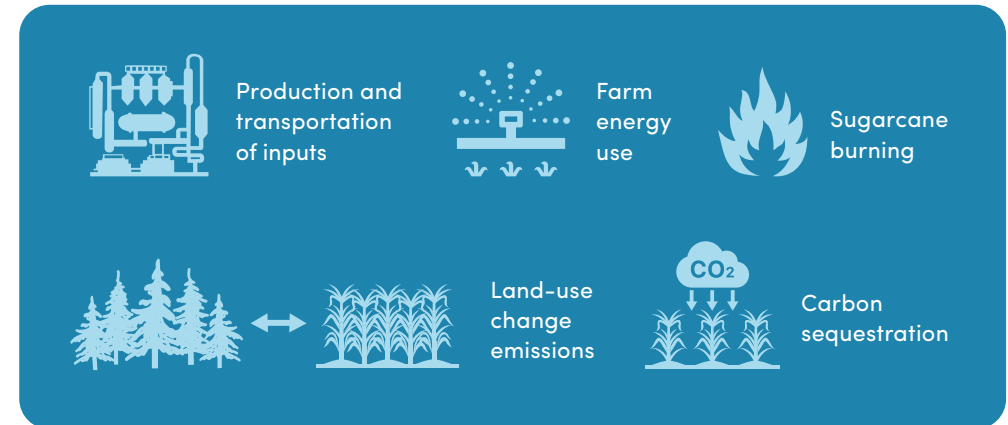 Production and
transportation
of inputs
Farm
energy
use
Sugarcane
burning
Land-use
change
emissions
CO₂
Carbon
sequestration